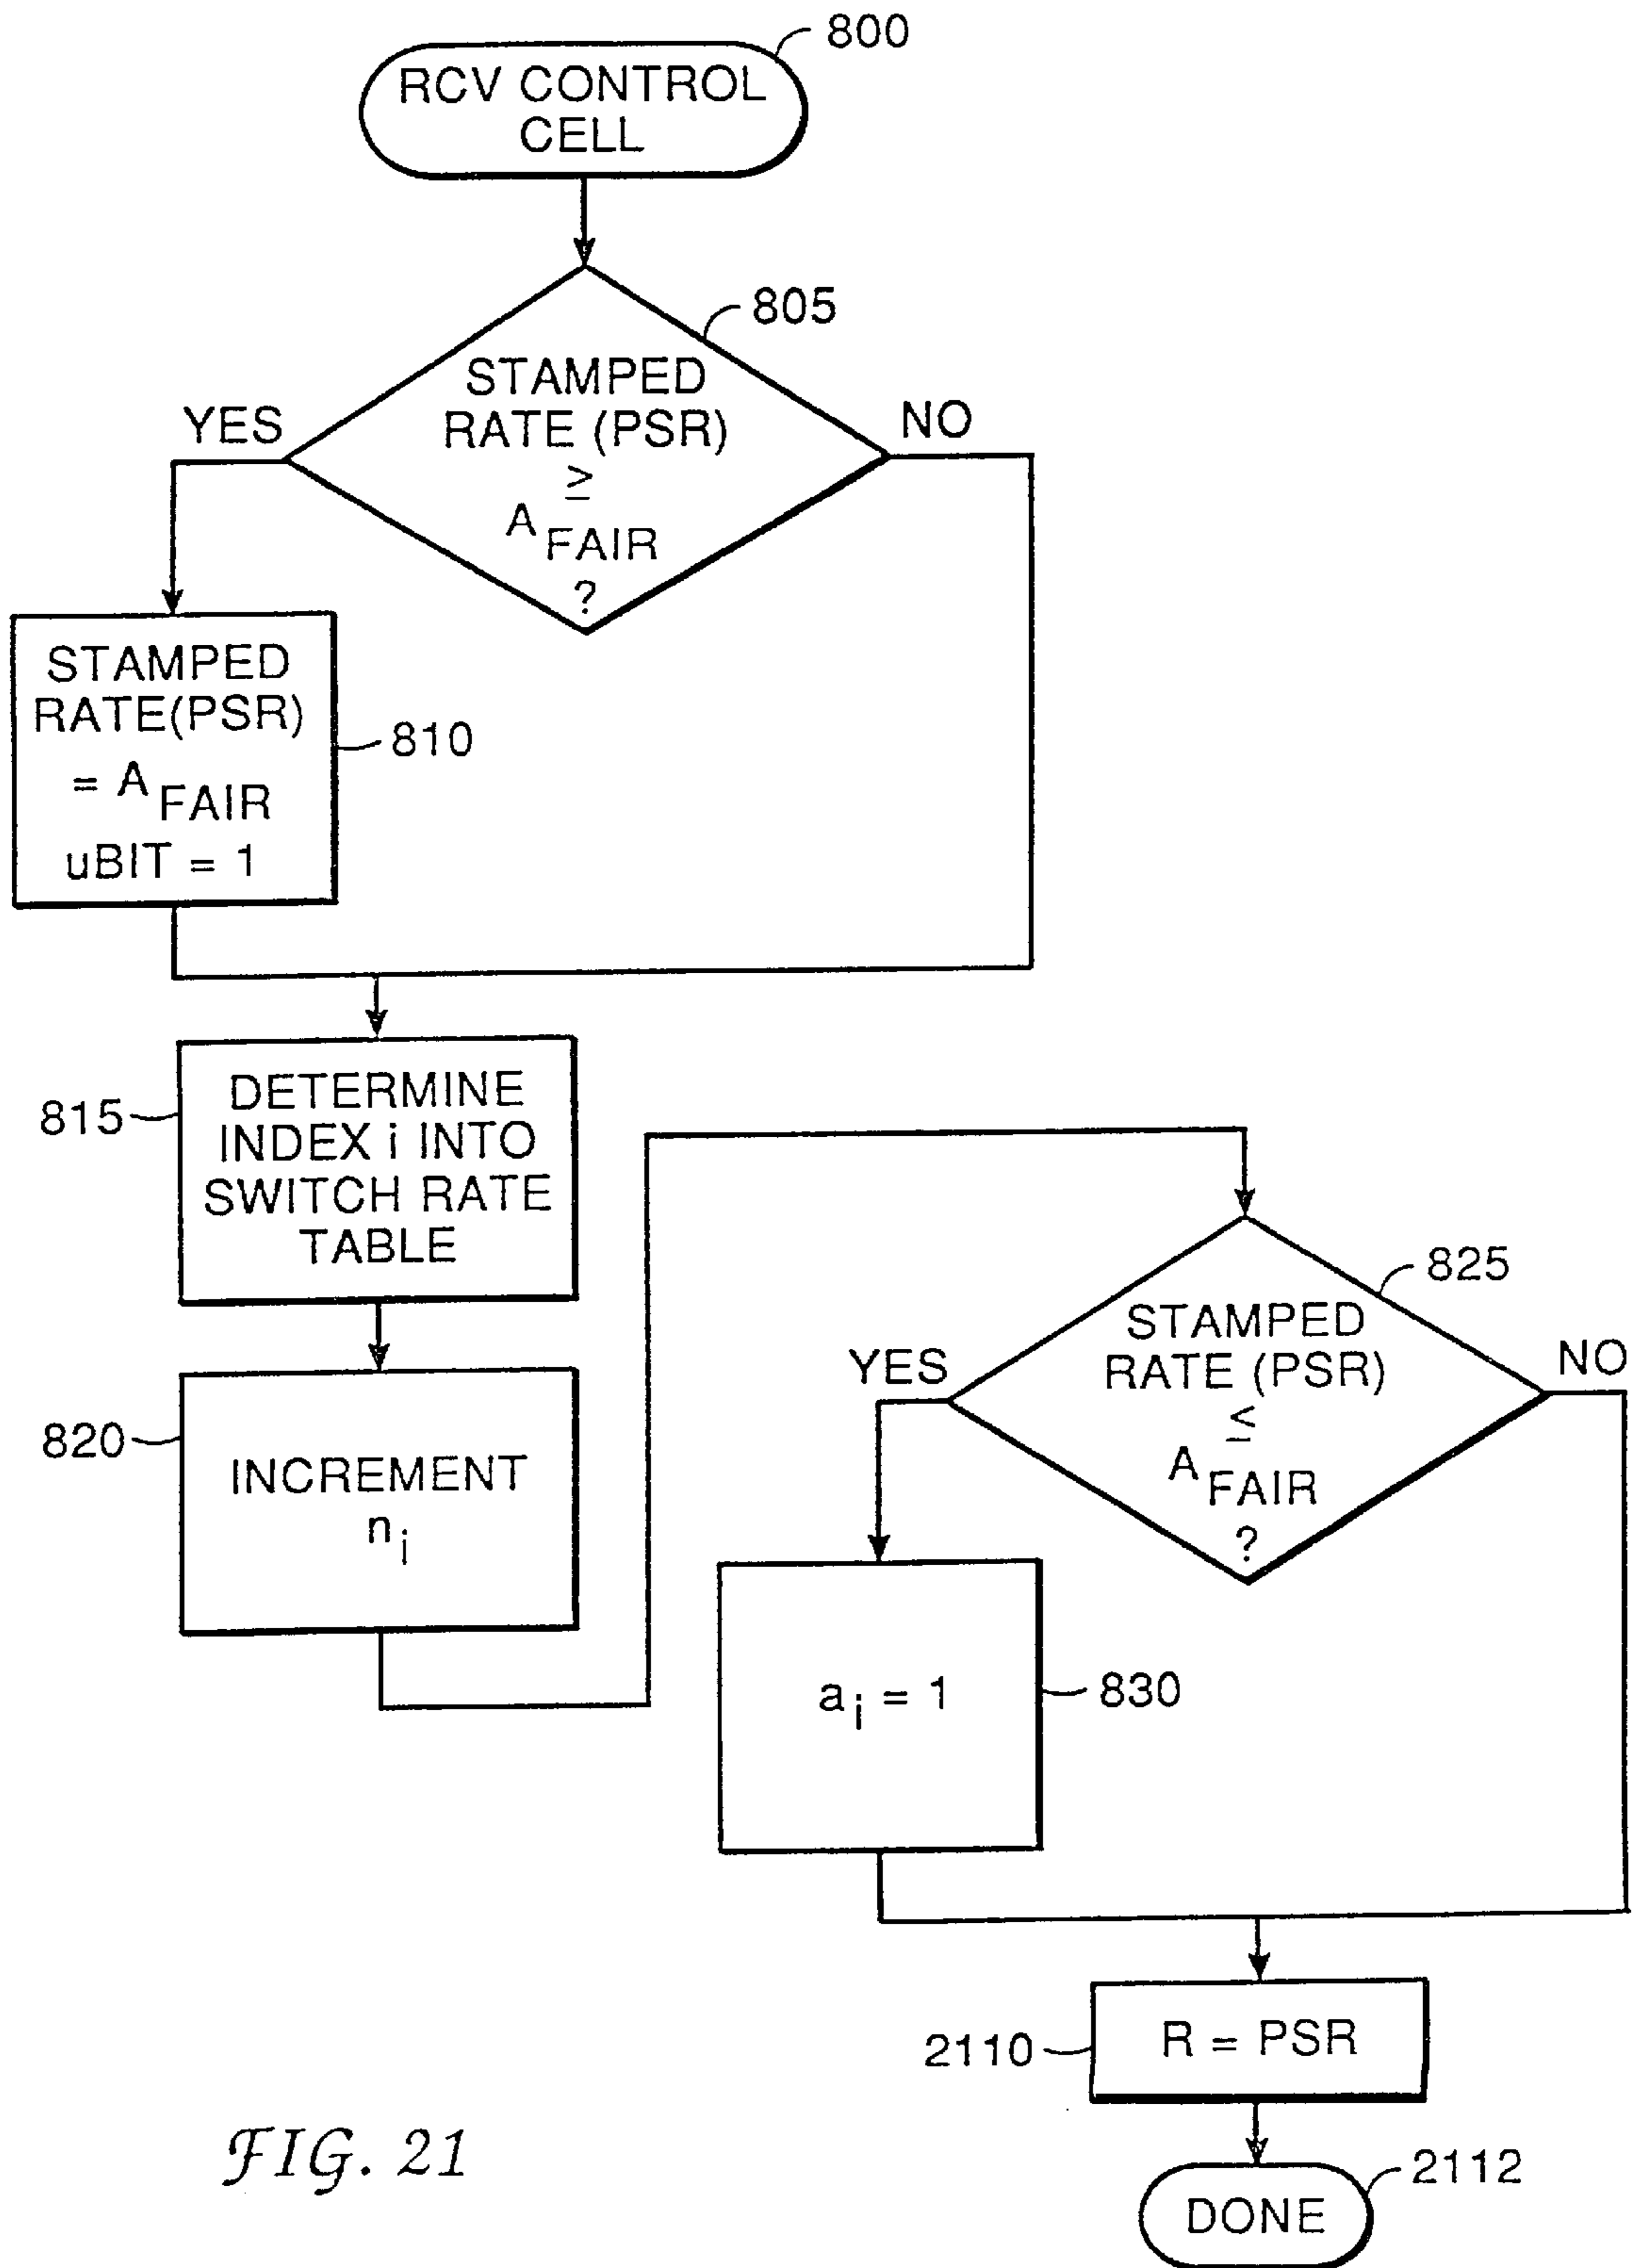 800
RCV CONTROL
CELL
805
STAMPED
RATE (PSR)
≥
A FAIR
?
YES
NO
STAMPED
RATE(PSR)
= A FAIR
uBIT = 1
810
815
DETERMINE
INDEX i INTO
SWITCH RATE
TABLE
820
INCREMENT
n i
825
STAMPED
RATE (PSR)
≤
A FAIR
?
YES
NO
a i = 1
830
2110
R = PSR
2112
DONE
FIG. 21